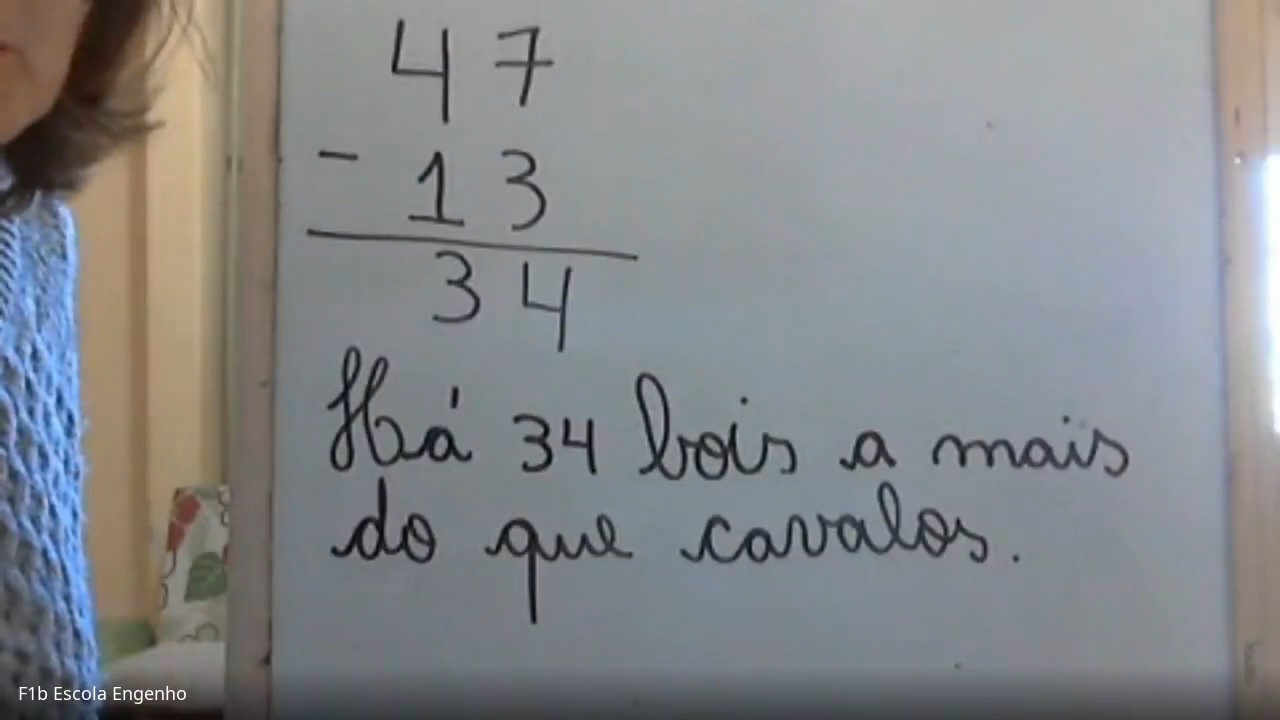 47
- 13
34
Há 34 bois a mais
do que cavalos.
F1b Escola Engenho